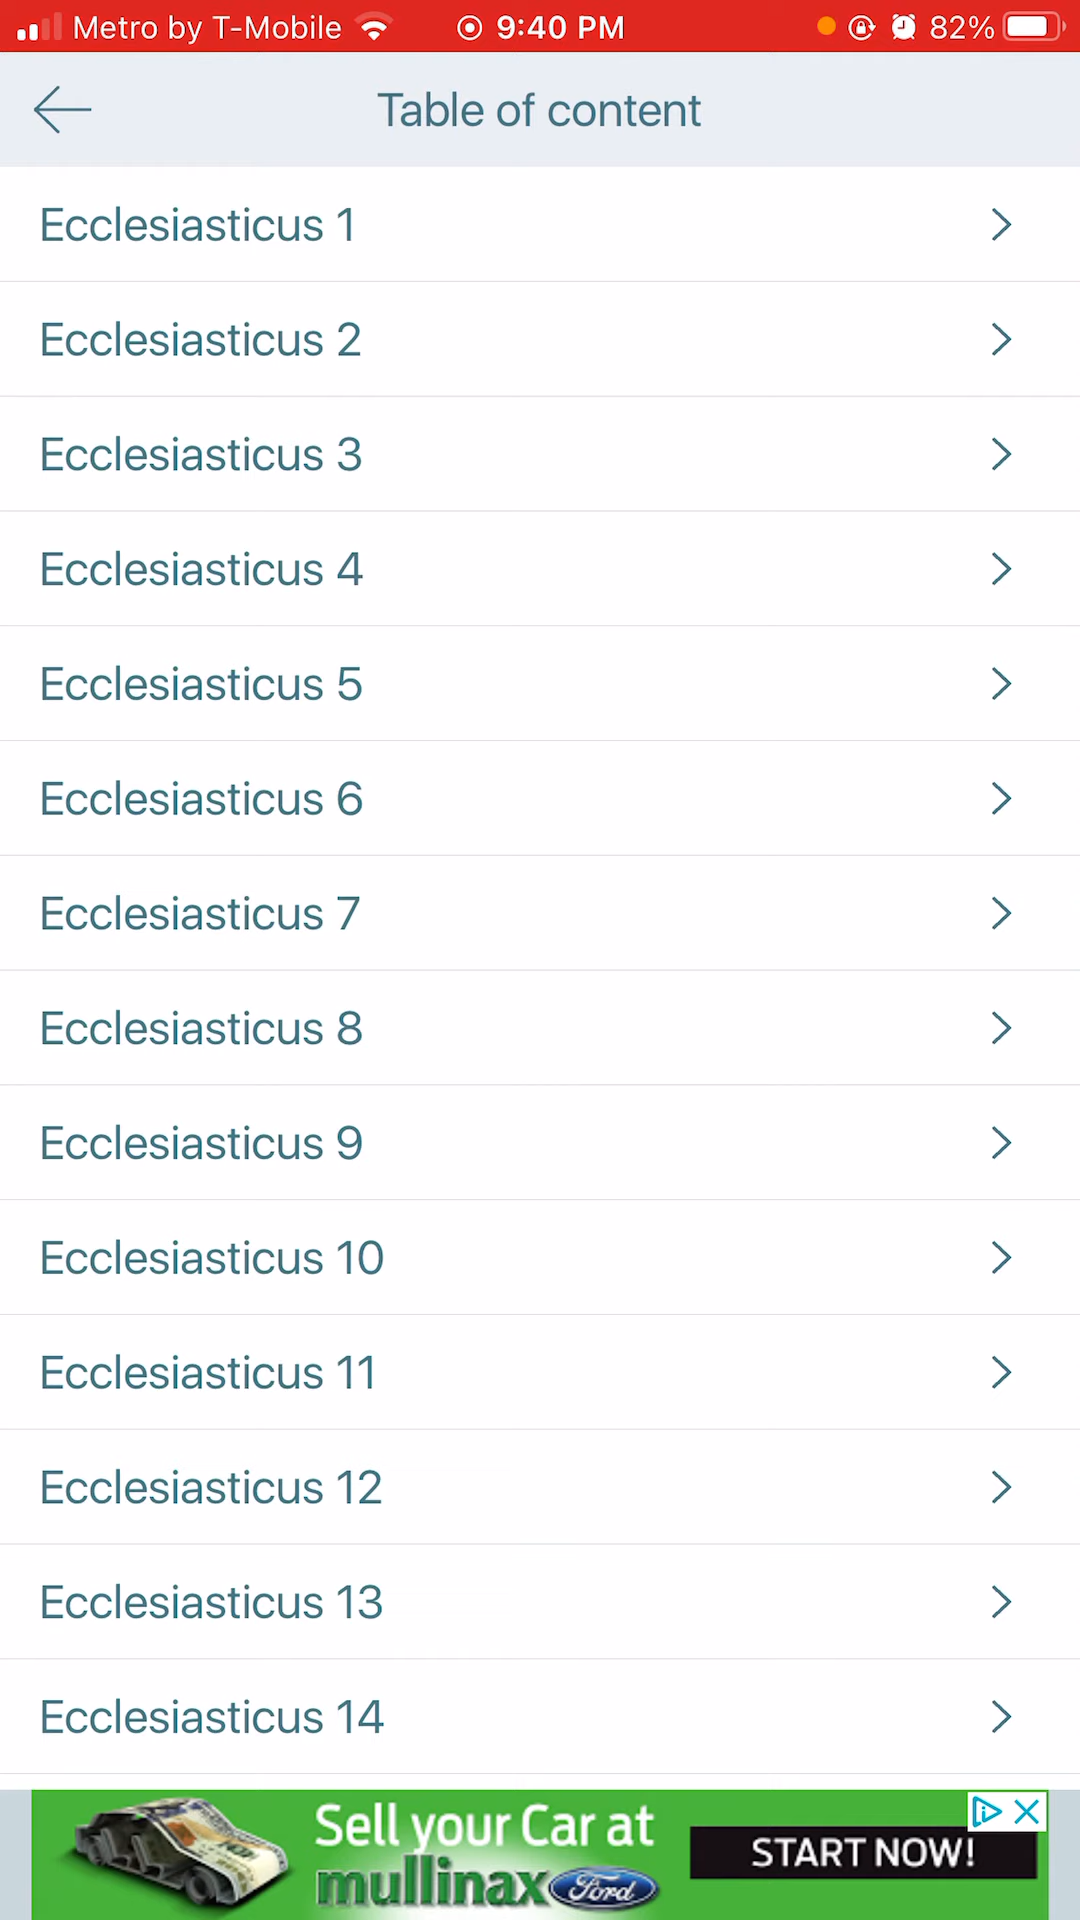 Metro by T-Mobile 9:40 PM 82%
Table of content
Ecclesiasticus 1
Ecclesiasticus 2
Ecclesiasticus 3
Ecclesiasticus 4
Ecclesiasticus 5
Ecclesiasticus 6
Ecclesiasticus 7
Ecclesiasticus 8
Ecclesiasticus 9
Ecclesiasticus 10
Ecclesiasticus 11
Ecclesiasticus 12
Ecclesiasticus 13
Ecclesiasticus 14
Sell your Car at
mullinax Ford
START NOW!